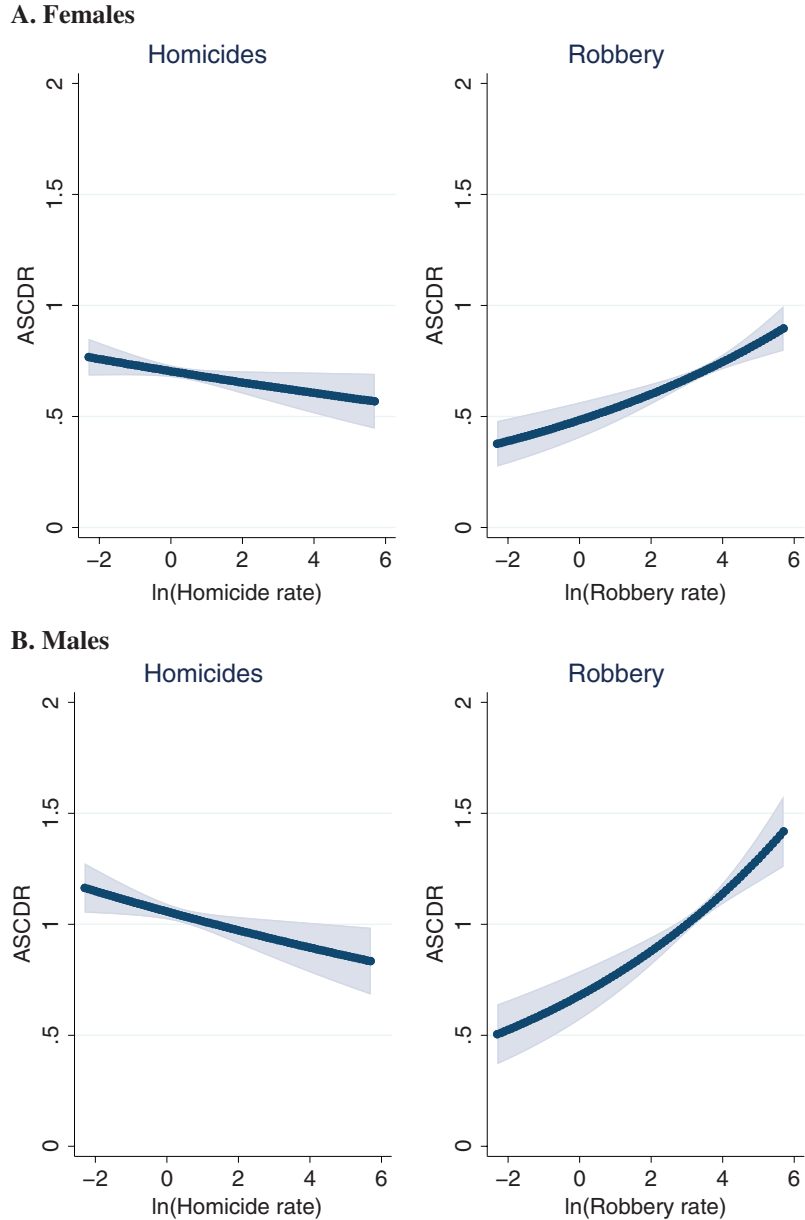 A. Females
Homicides Robbery
2 2
1.5 1.5
ASCDR 1 ASCDR 1
.5 .5
0 0
−2 0 2 4 6 −2 0 2 4 6
ln(Homicide rate) ln(Robbery rate)
B. Males
Homicides Robbery
2 2
1.5 1.5
ASCDR 1 ASCDR 1
.5 .5
0 0
−2 0 2 4 6 −2 0 2 4 6
ln(Homicide rate) ln(Robbery rate)